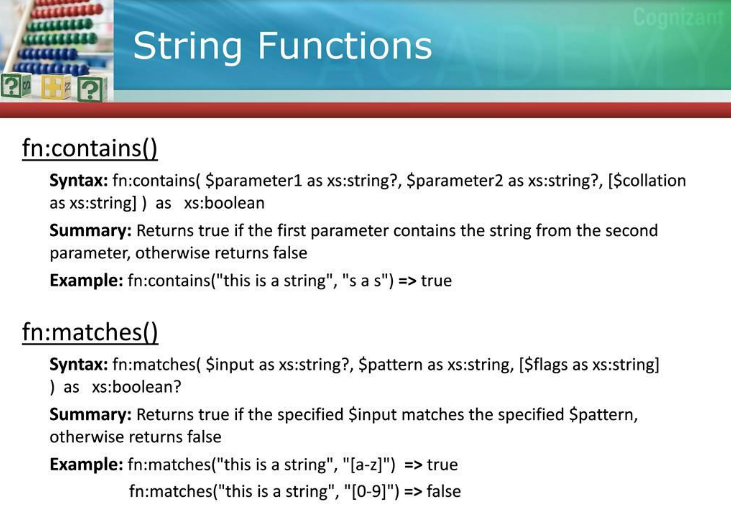 Cognizant
String Functions
fn:contains()
Syntax: fn:contains( $parameter1 as xs:string?, $parameter2 as xs:string?, [$collation
as xs:string] ) as xs:boolean
Summary: Returns true if the first parameter contains the string from the second
parameter, otherwise returns false
Example: fn:contains("this is a string", "s a s") => true
fn:matches()
Syntax: fn:matches( $input as xs:string?, $pattern as xs:string, [$flags as xs:string]
) as xs:boolean?
Summary: Returns true if the specified $input matches the specified $pattern,
otherwise returns false
Example: fn:matches("this is a string", "[a-z]") => true
fn:matches("this is a string", "[0-9]") => false